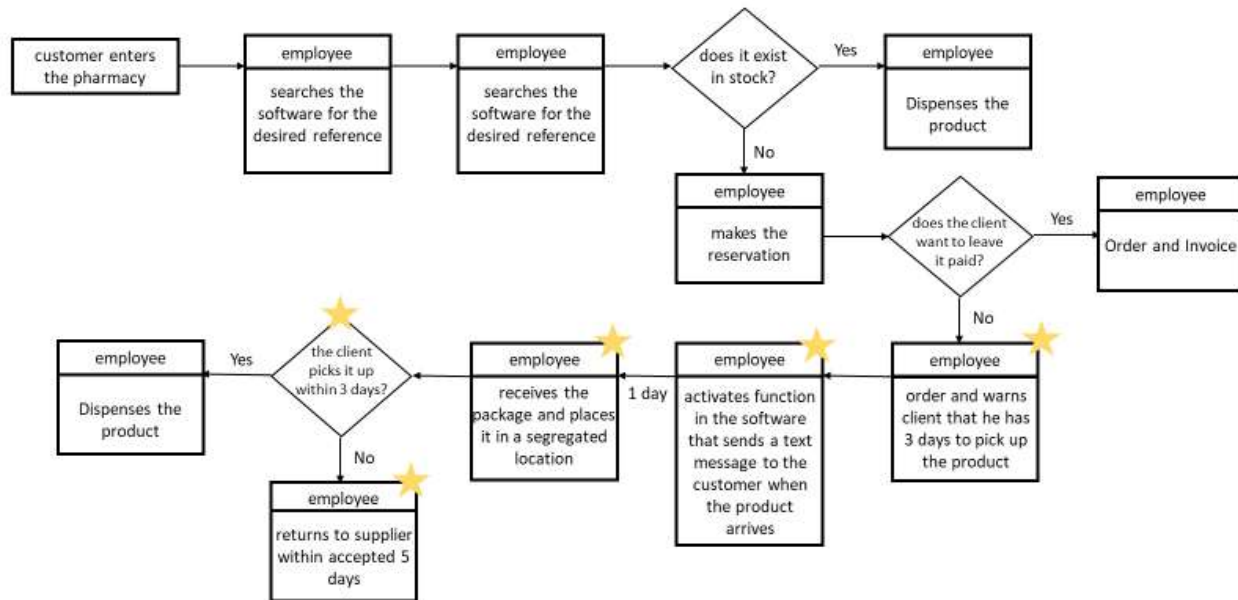 customer enters
the pharmacy
employee
searches the
software for the
desired reference
employee
searches the
software for the
desired reference
does it exist
in stock?
Yes
employee
Dispenses the
product
No
employee
makes the
reservation
does the client
want to leave
it paid?
Yes
employee
Order and Invoice
No
employee
order and warns
client that he has
3 days to pick up
the product
employee
activates function
in the software
that sends a text
message to the
customer when
the product
arrives
1 day
employee
receives the
package and places
it in a segregated
location
the client
picks it up
within 3 days?
Yes
employee
Dispenses the
product
No
employee
returns to supplier
within accepted 5
days